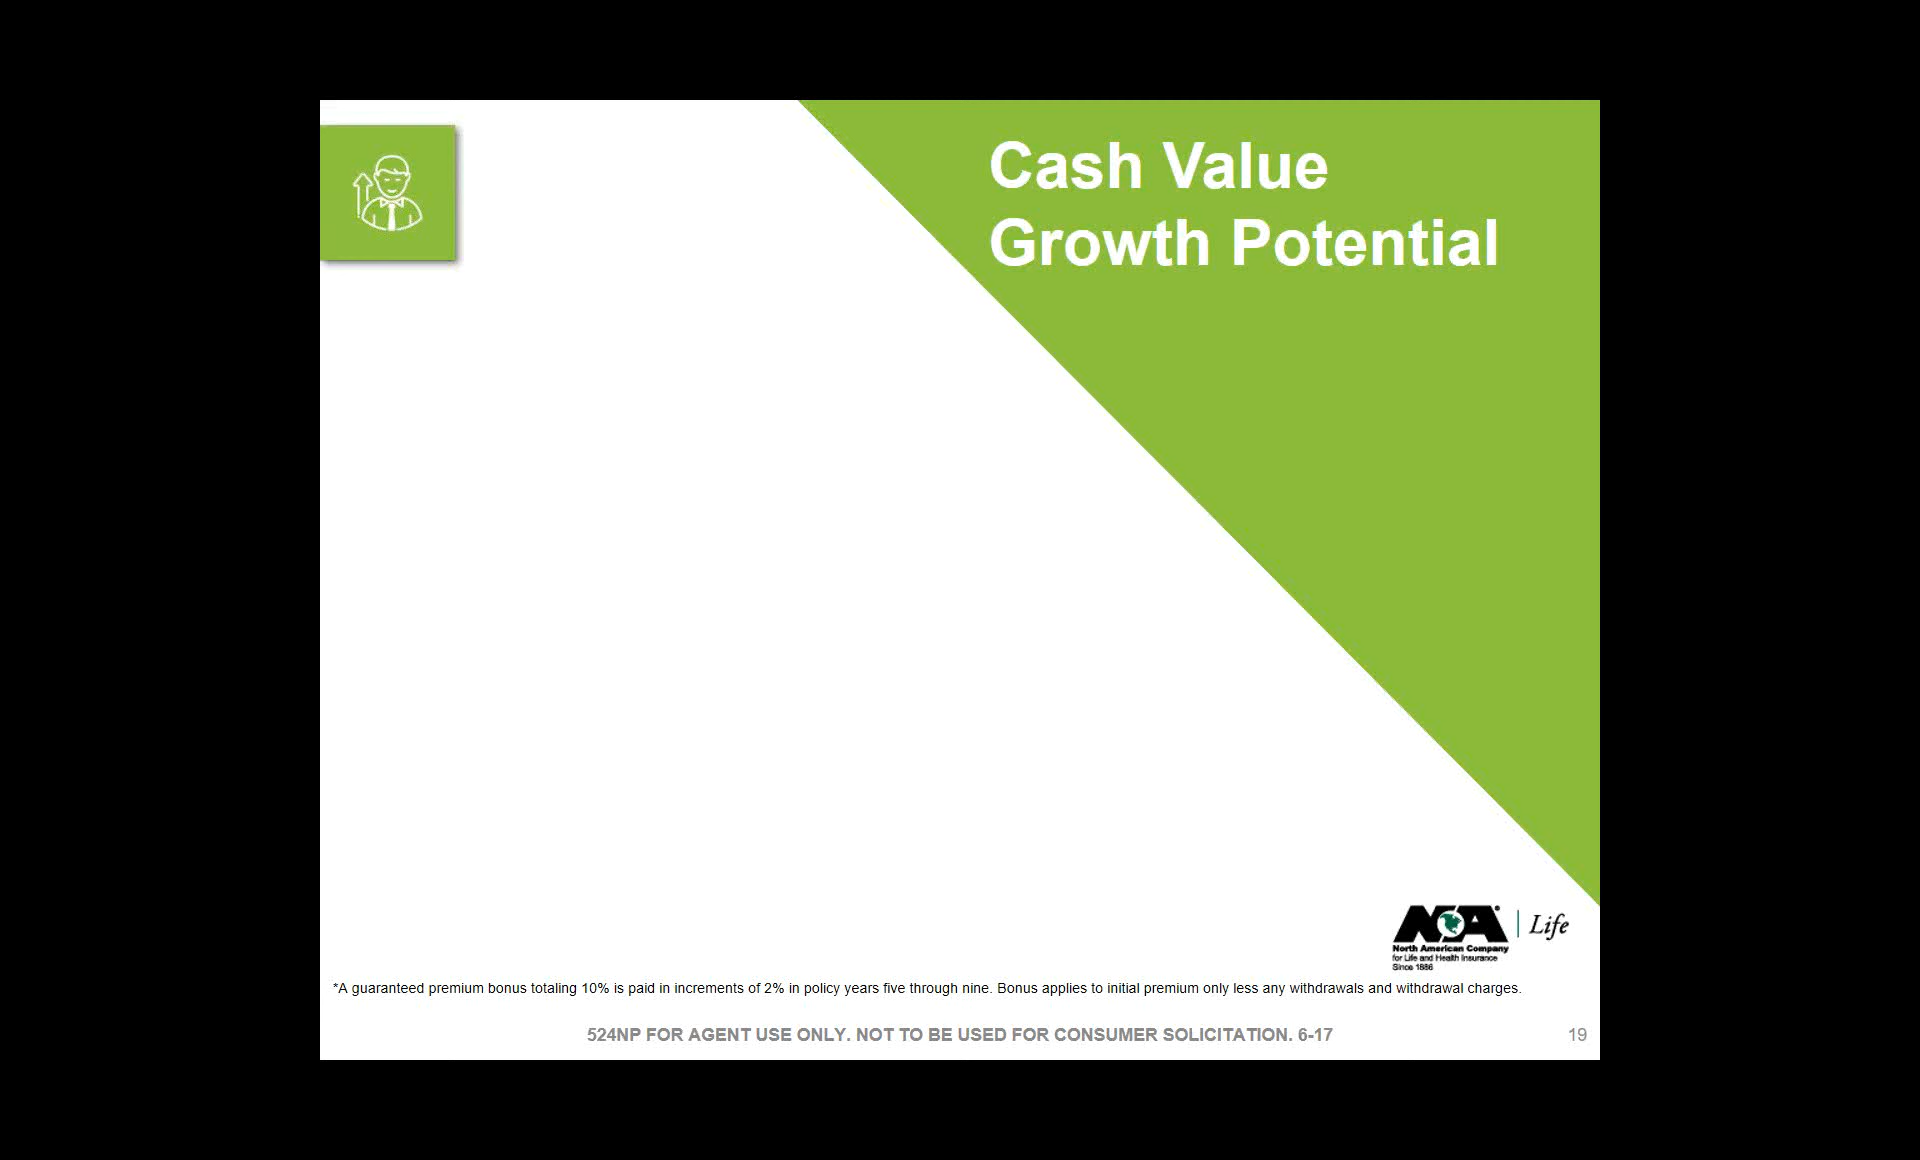 Cash Value
Growth Potential
NA
Life
North American Company
for Life and Health Insurance
Since 1886
*A guaranteed premium bonus totaling 10% is paid in increments of 2% in policy years five through nine. Bonus applies to initial premium only less any withdrawals and withdrawal charges.
524NP FOR AGENT USE ONLY. NOT TO BE USED FOR CONSUMER SOLICITATION. 6-17
19